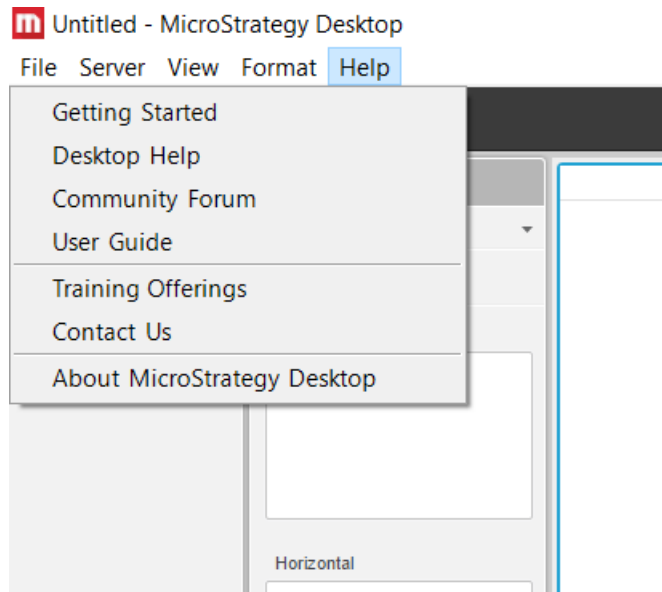 Untitled - MicroStrategy Desktop
File Server View Format Help
Getting Started
Desktop Help
Community Forum
User Guide
Training Offerings
Contact Us
About MicroStrategy Desktop
Horizontal